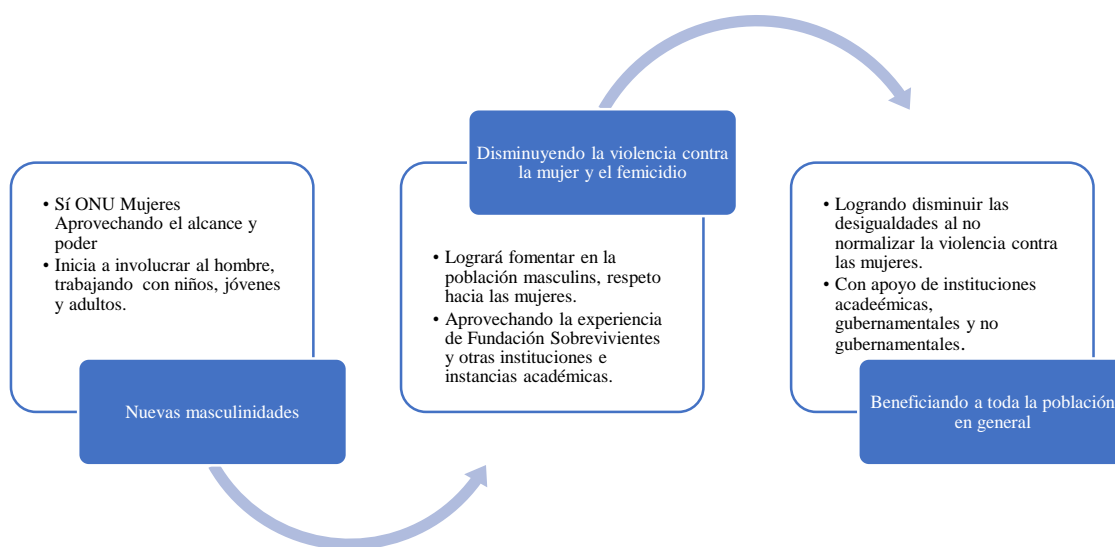 • Sí ONU Mujeres
Aprovechando el alcance y
poder
• Inicia a involucrar al hombre,
trabajando con niños, jóvenes
y adultos.
Nuevas masculinidades
Disminuyendo la violencia contra
la mujer y el femicidio
• Logrará fomentar en la
población masculins, respeto
hacia las mujeres.
• Aprovechando la experiencia
de Fundación Sobrevivientes
y otras instituciones e
instancias académicas.
• Logrando disminuir las
desigualdades al no
normalizar la violencia contra
las mujeres.
• Con apoyo de instituciones
acadeémicas,
gubernamentales y no
gubernamentales.
Beneficiando a toda la población
en general